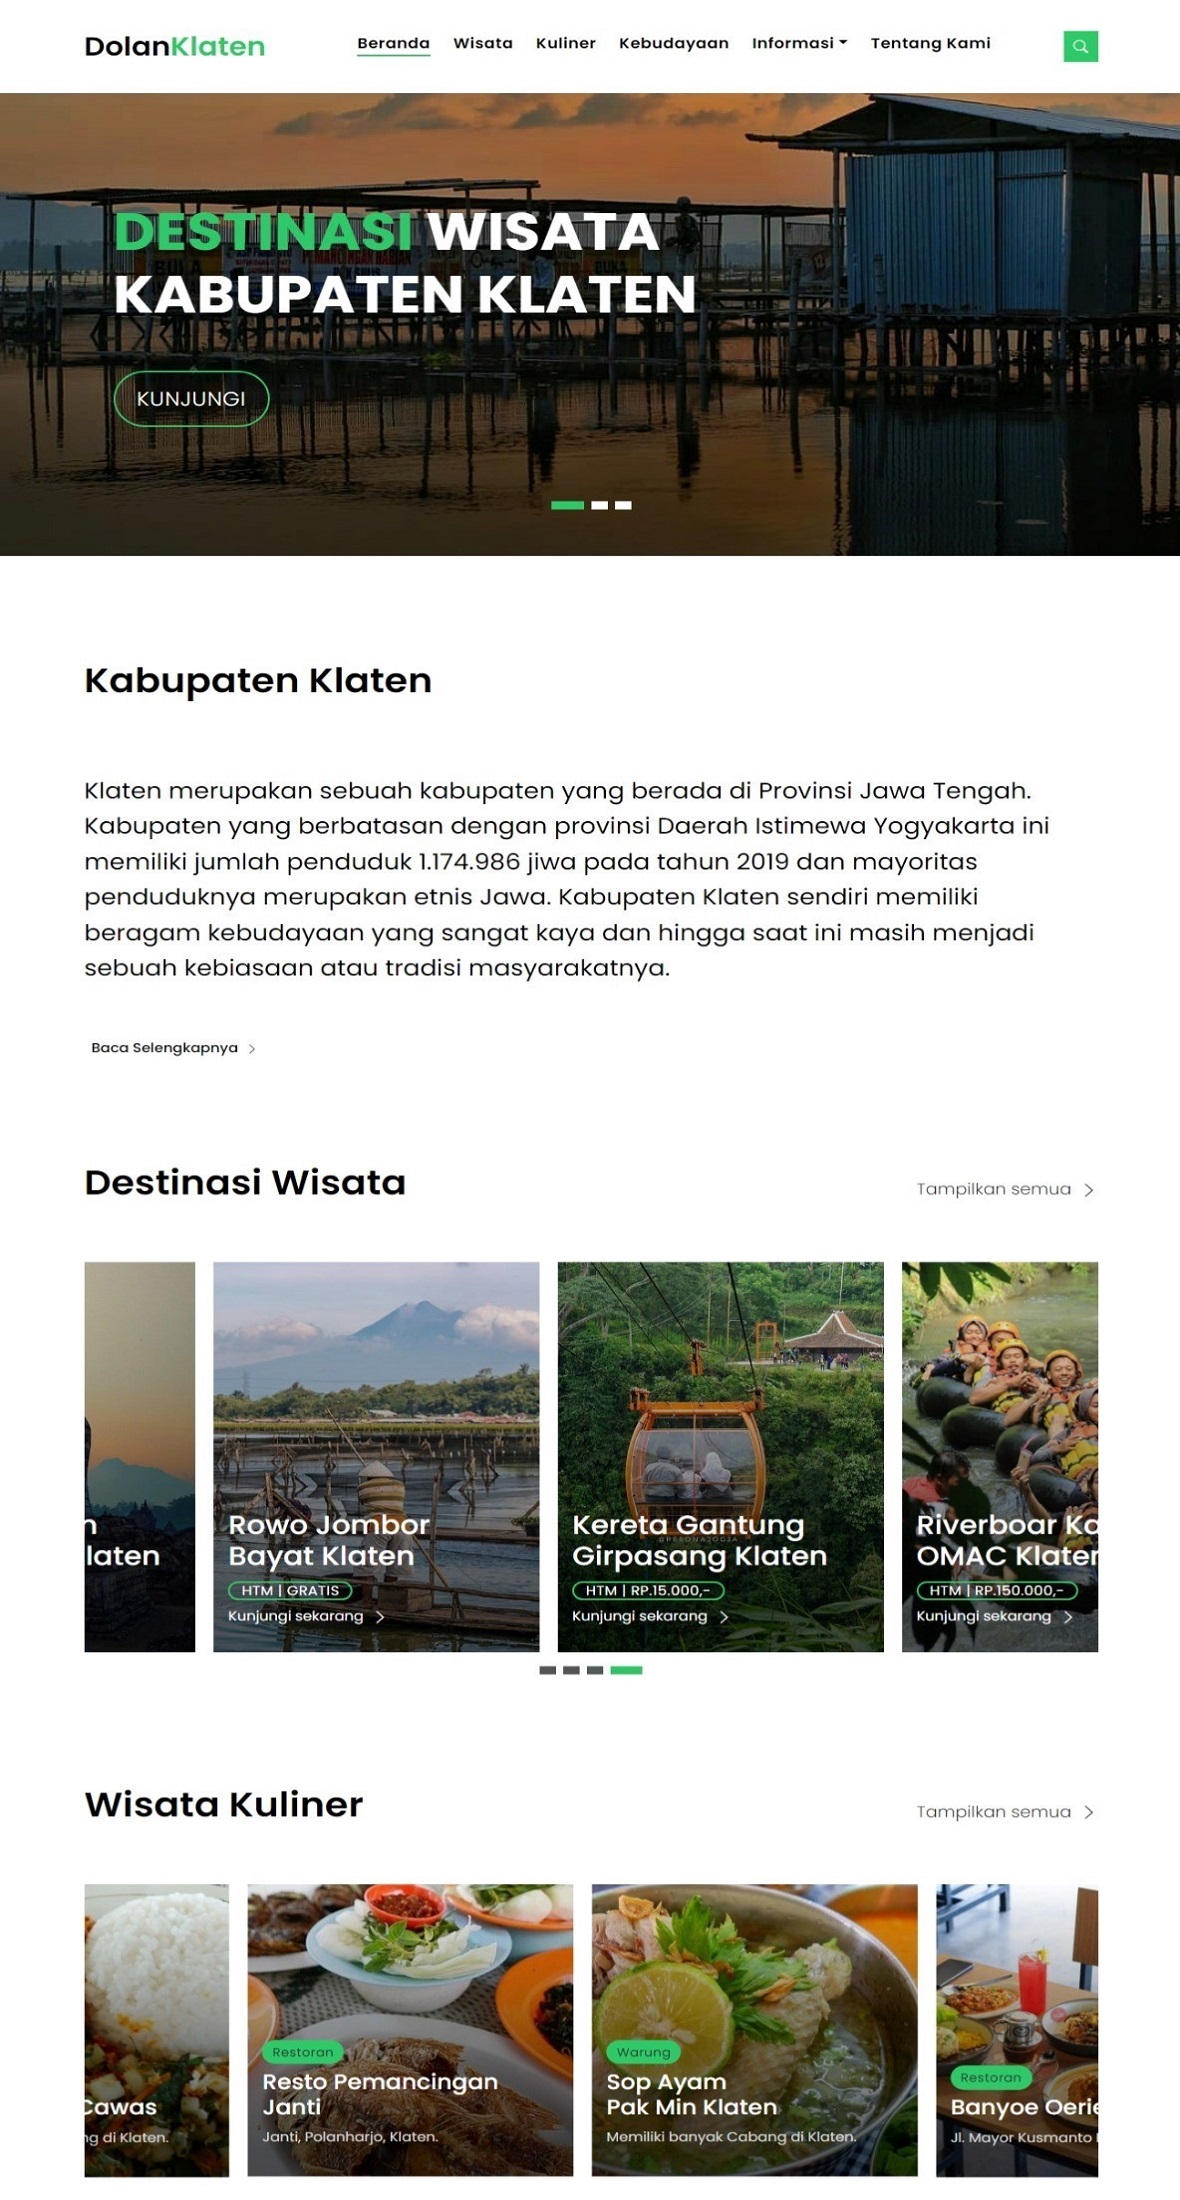 DolanKlaten
Beranda Wisata Kuliner Kebudayaan Informasi Tentang Kami
DESTINASI WISATA
KABUPATEN KLATEN
KUNJUNGI
Kabupaten Klaten
Klaten merupakan sebuah kabupaten yang berada di Provinsi Jawa Tengah.
Kabupaten yang berbatasan dengan provinsi Daerah Istimewa Yogyakarta ini
memiliki jumlah penduduk 1.174.986 jiwa pada tahun 2019 dan mayoritas
penduduknya merupakan etnis Jawa. Kabupaten Klaten sendiri memiliki
beragam kebudayaan yang sangat kaya dan hingga saat ini masih menjadi
sebuah kebiasaan atau tradisi masyarakatnya.
Baca Selengkapnya
Destinasi Wisata
Tampilkan semua
n
laten
Rowo Jombor
Bayat Klaten
HTM | GRATIS
Kunjungi sekarang
Kereta Gantung
Girpasang Klaten
HTM | RP.15.000,-
Kunjungi sekarang
Riverboar Ka
OMAC Klaten
HTM | RP.150.000,-
Kunjungi sekarang
Wisata Kuliner
Tampilkan semua
Cawas
ng di Klaten.
Restoran
Resto Pemancingan
Janti
Janti, Polanharjo, Klaten.
Warung
Sop Ayam
Pak Min Klaten
Memiliki banyak Cabang di Klaten.
Restoran
Banyoe Oerie
Jl. Mayor Kusmanto